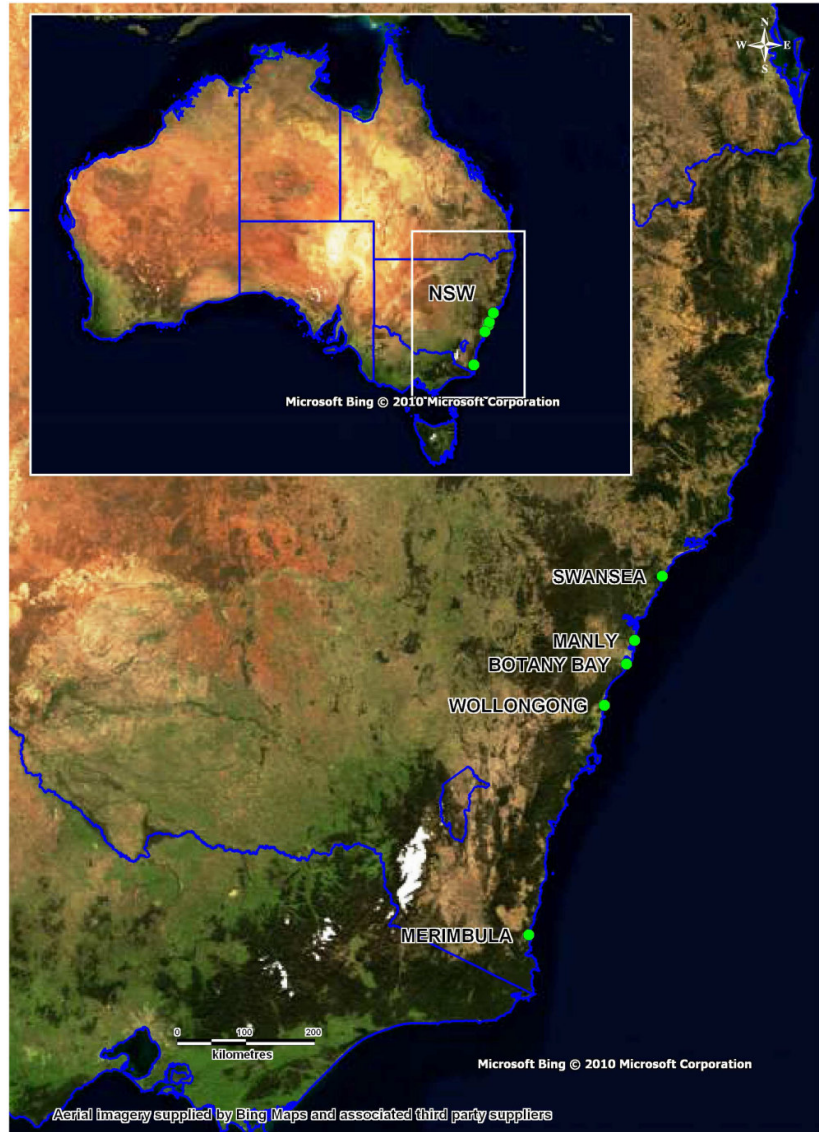 N
W E
S
NSW
Microsoft Bing © 2010 Microsoft Corporation
SWANSEA
MANLY
BOTANY BAY
WOLLONGONG
MERIMBULA
0 100 200
kilometres
Microsoft Bing © 2010 Microsoft Corporation
Aerial imagery supplied by Bing Maps and associated third party suppliers